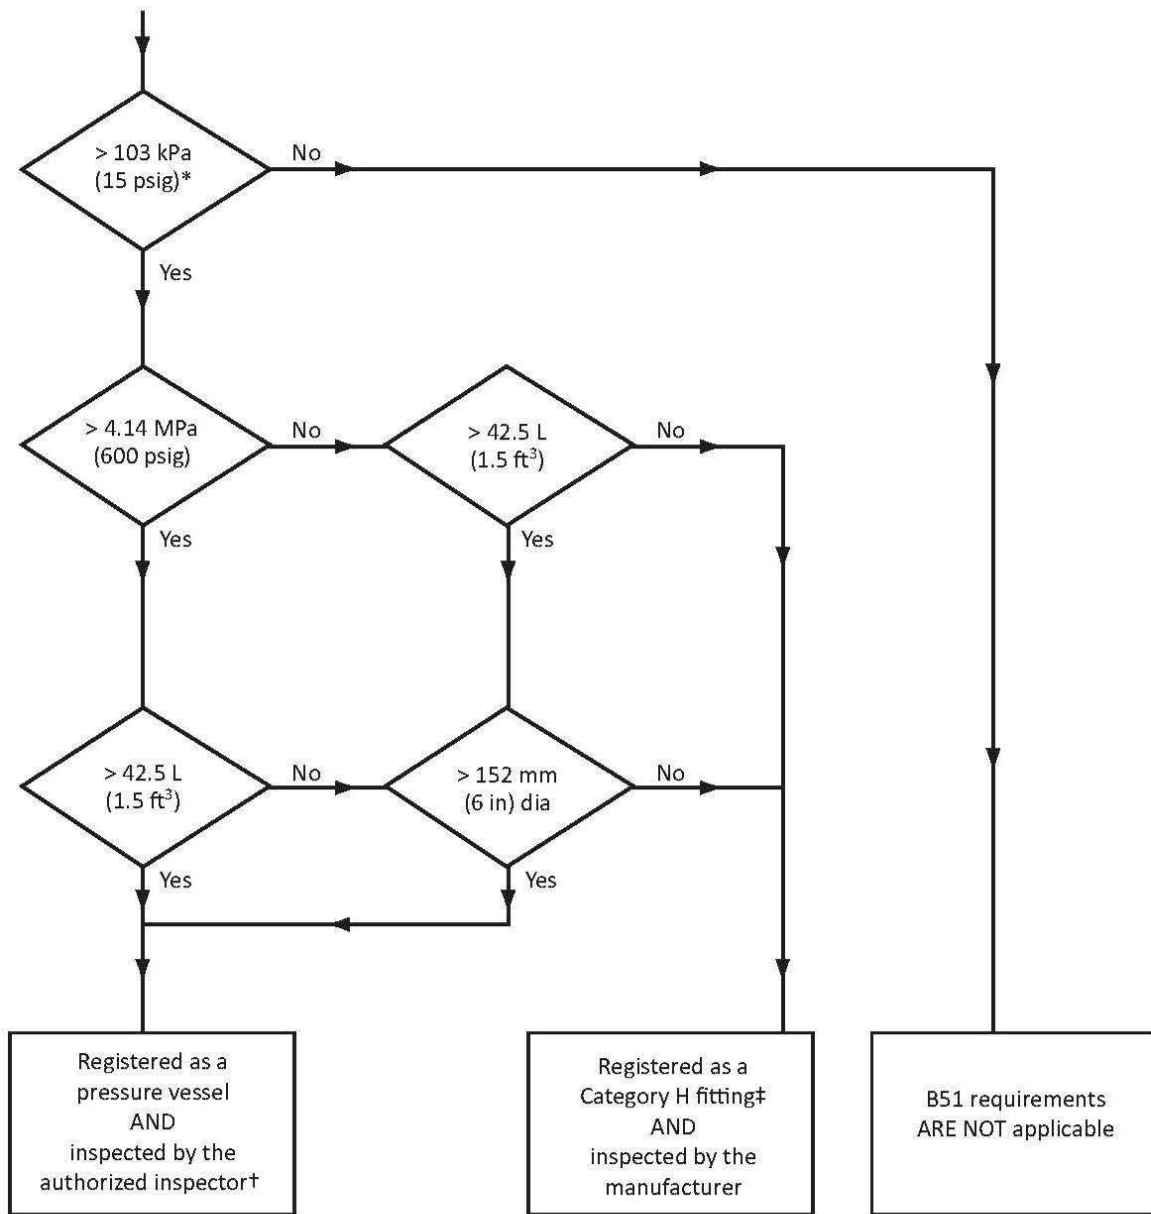 > 103 kPa
(15 psig)*
No
Yes
> 4.14 MPa
(600 psig)
No
> 42.5 L
(1.5 ft³)
No
Yes
Yes
> 42.5 L
(1.5 ft³)
No
> 152 mm
(6 in) dia
No
Yes
Yes
Registered as a
pressure vessel
AND
inspected by the
authorized inspector†
Registered as a
Category H fitting‡
AND
inspected by the
manufacturer
B51 requirements
ARE NOT applicable